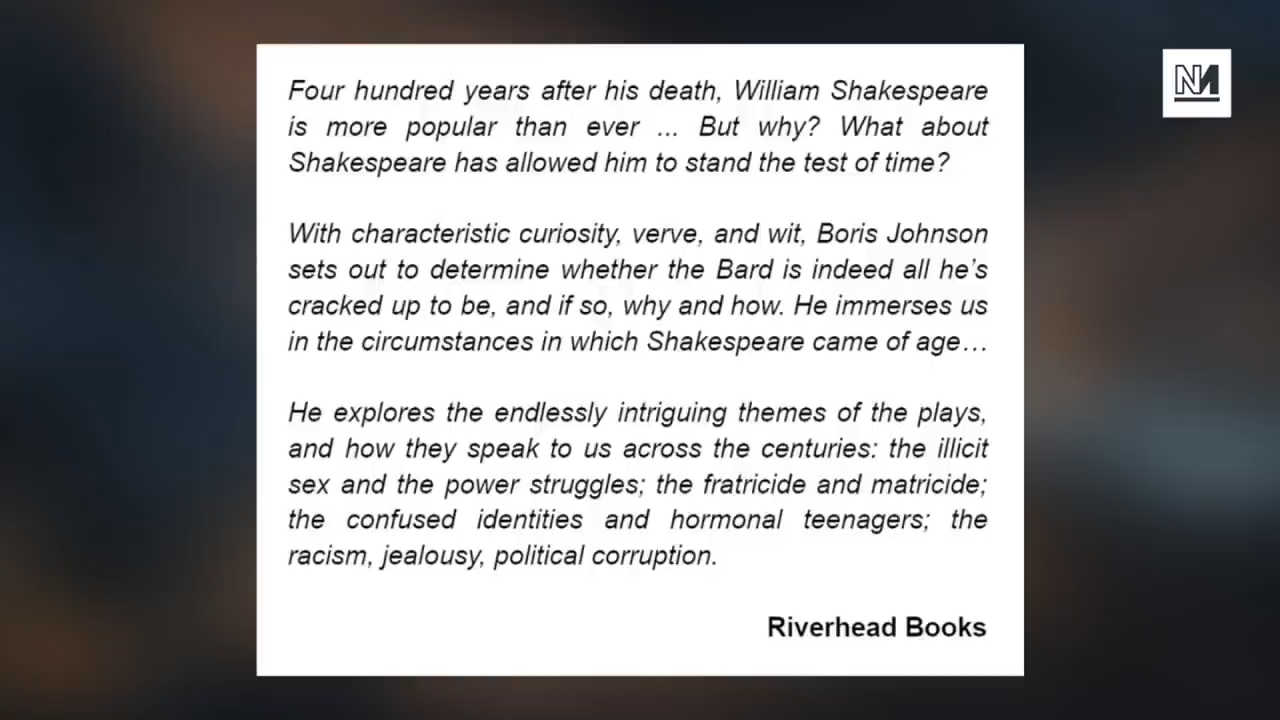 Four hundred years after his death, William Shakespeare
is more popular than ever ... But why? What about
Shakespeare has allowed him to stand the test of time?
With characteristic curiosity, verve, and wit, Boris Johnson
sets out to determine whether the Bard is indeed all he's
cracked up to be, and if so, why and how. He immerses us
in the circumstances in which Shakespeare came of age…
He explores the endlessly intriguing themes of the plays,
and how they speak to us across the centuries: the illicit
sex and the power struggles; the fratricide and matricide;
the confused identities and hormonal teenagers; the
racism, jealousy, political corruption.
Riverhead Books
NM